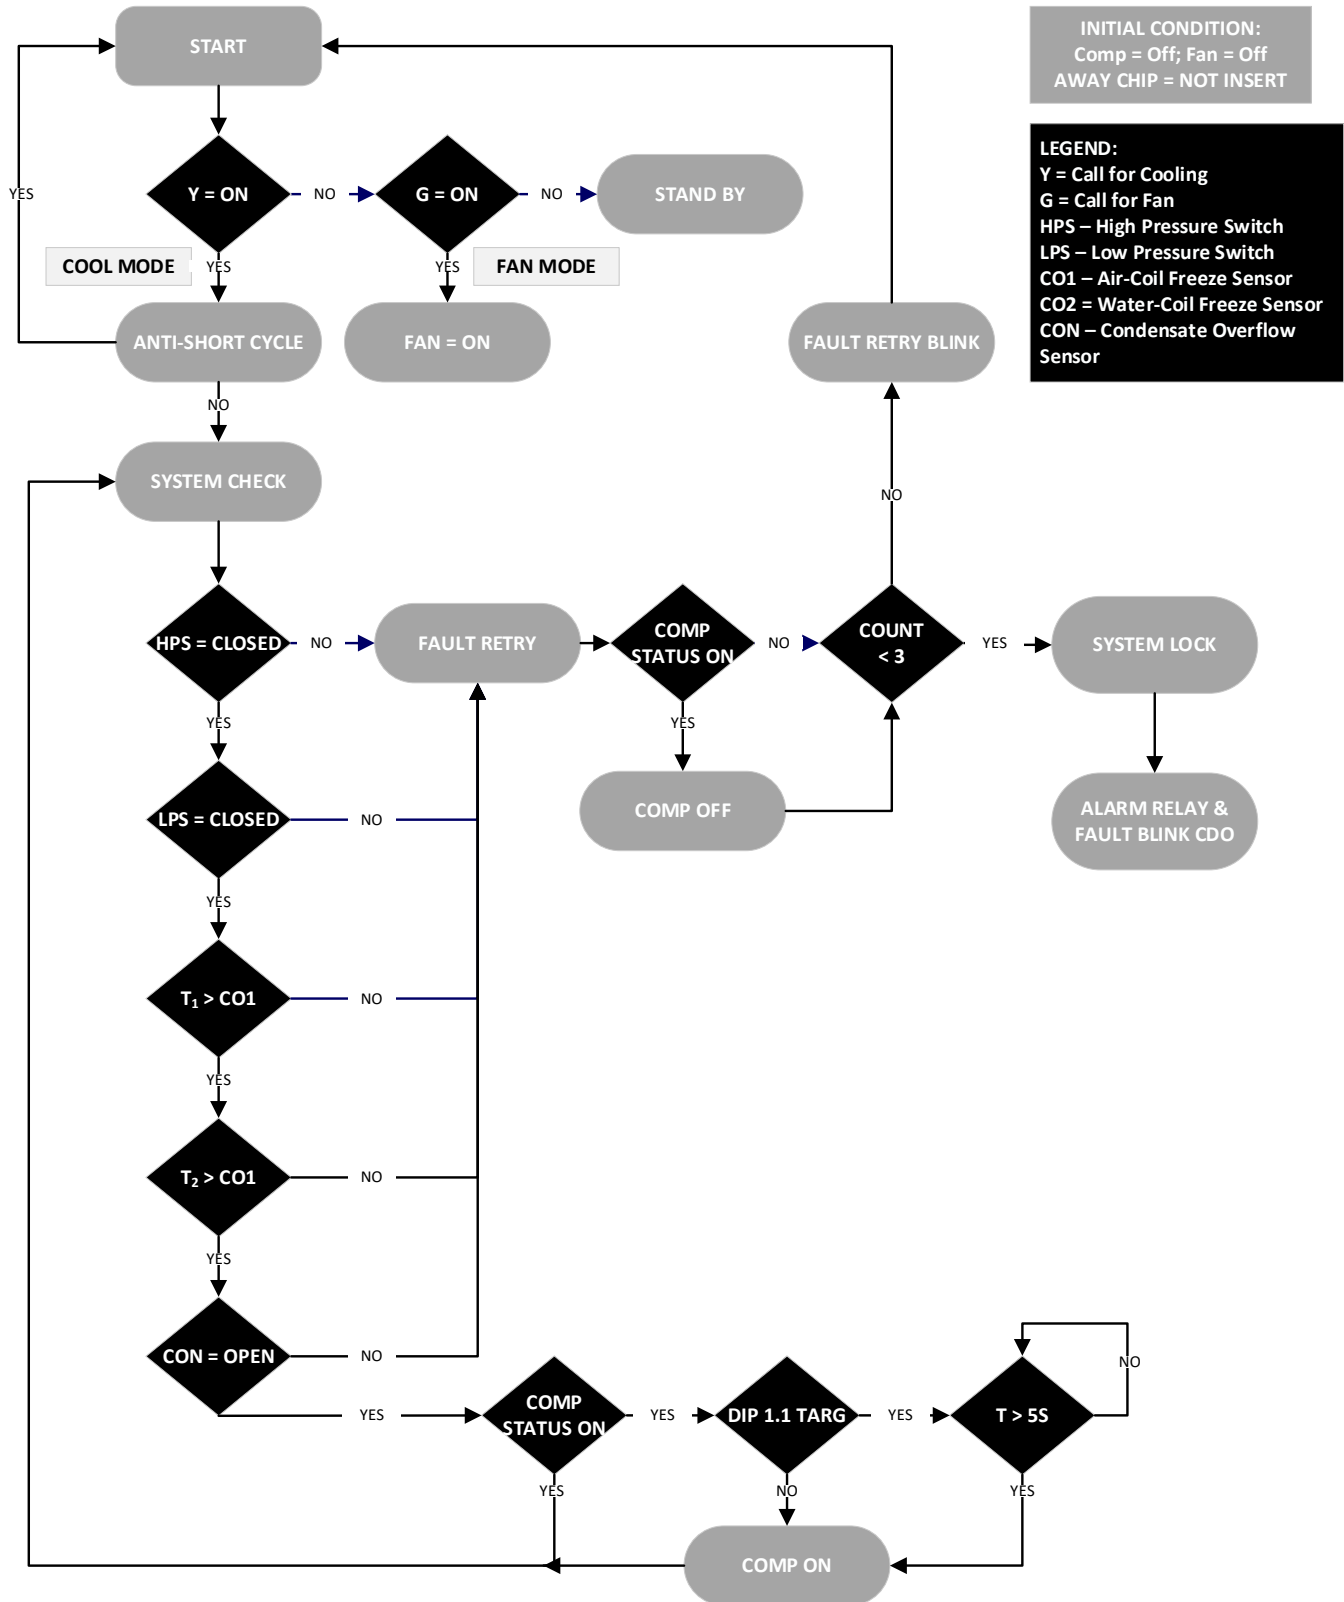 INITIAL CONDITION:
Comp = Off; Fan = Off
AWAY CHIP = NOT INSERT
START
LEGEND:
Y = Call for Cooling
G = Call for Fan
HPS – High Pressure Switch
LPS – Low Pressure Switch
CO1 – Air-Coil Freeze Sensor
CO2 = Water-Coil Freeze Sensor
CON – Condensate Overflow
Sensor
YES
Y = ON
NO
G = ON
NO
STAND BY
COOL MODE
YES
YES
FAN MODE
ANTI-SHORT CYCLE
FAN = ON
FAULT RETRY BLINK
NO
SYSTEM CHECK
NO
HPS = CLOSED
NO
FAULT RETRY
COMP
STATUS ON
NO
COUNT
< 3
YES
SYSTEM LOCK
YES
YES
LPS = CLOSED
NO
COMP OFF
ALARM RELAY &
FAULT BLINK CDO
YES
T₁ > CO1
NO
YES
T₂ > CO1
NO
YES
CON = OPEN
NO
NO
YES
COMP
STATUS ON
YES
DIP 1.1 TARG
YES
T > 5S
YES
NO
YES
COMP ON